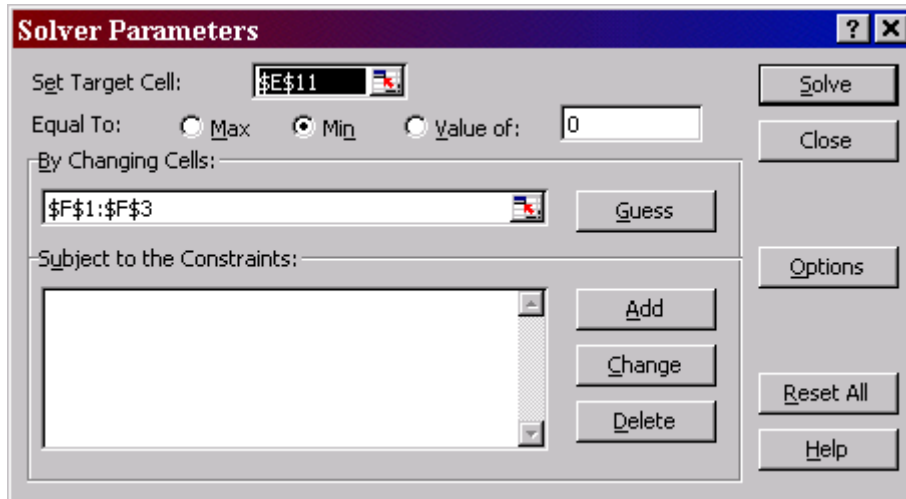 Solver Parameters
Set Target Cell: $E$11 Solve
Equal To: Max Min Value of: 0 Close
By Changing Cells:
$F$1:$F$3 Guess
Subject to the Constraints: Options
Add
Change
Reset All
Delete
Help